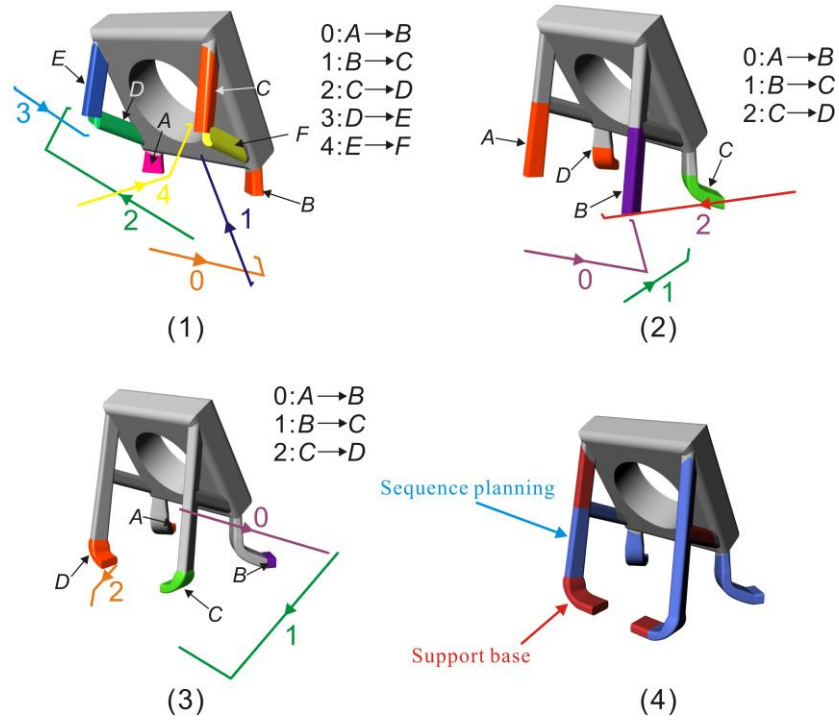 E
D
A
C
F
B
3
4
2
1
0
0:A→B
1:B→C
2:C→D
3:D→E
4:E→F
(1)
A
D
B
C
2
0
1
0:A→B
1:B→C
2:C→D
(2)
0:A→B
1:B→C
2:C→D
A
0
B
D
2
C
1
(3)
Sequence planning
Support base
(4)